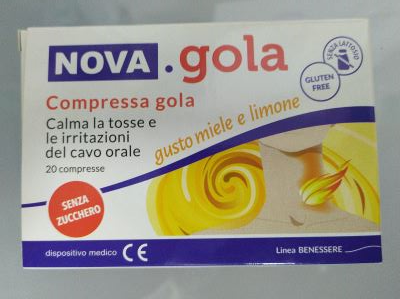 NOVA.gola
SENZA LATTOSIO
GLUTEN
FREE
Compressa gola
Calma la tosse e
le irritazioni
del cavo orale
20 compresse
gusto miele e limone
SENZA
ZUCCHERO
dispositivo medico CE
Linea BENESSERE